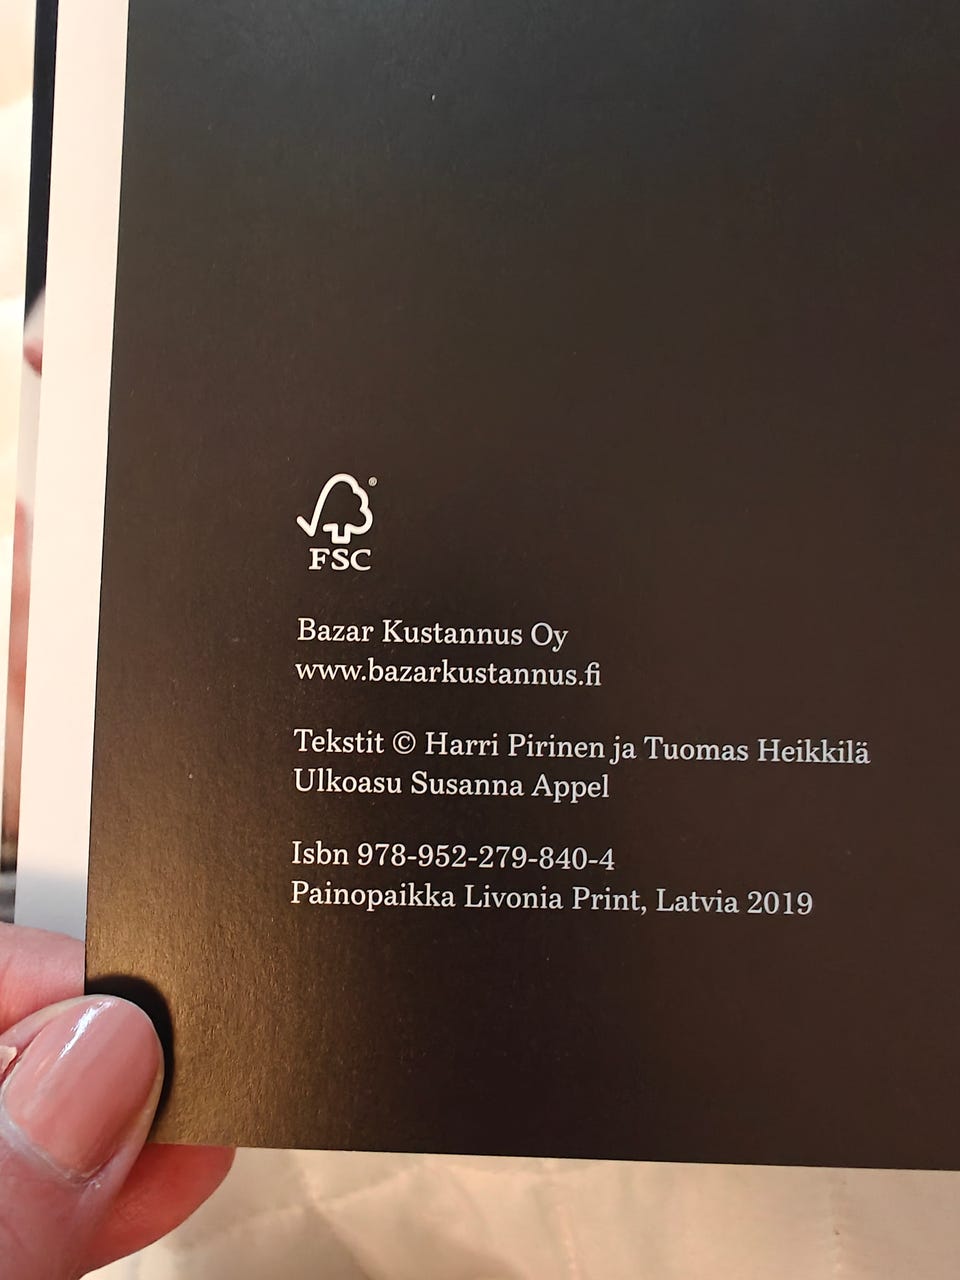 ®
FSC
Bazar Kustannus Oy
www.bazarkustannus.fi
Tekstit © Harri Pirinen ja Tuomas Heikkilä
Ulkoasu Susanna Appel
Isbn 978-952-279-840-4
Painopaikka Livonia Print, Latvia 2019